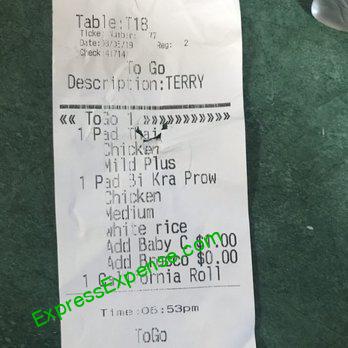 Table:T18
Ticket Number: 77
Date:03/05/19 Reg: 2
Check:41714
To Go
Description:TERRY
«« ToGo 1 »»»»»»»»»»»
1 Pad Thai
Chicken
Mild Plus
1 Pad Bi Kra Prow
Chicken
Medium
white rice
Add Baby C $1.00
Add Brocco $0.00
1 California Roll
Time:06:53pm
ToGo
ExpressExpense.com